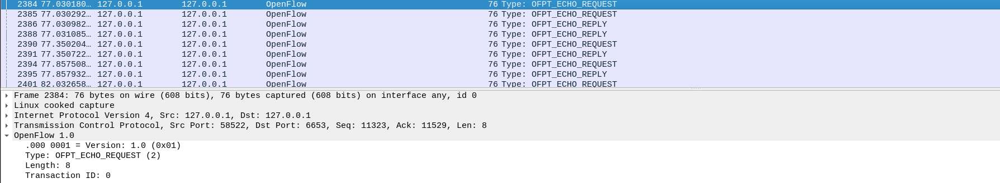 2384 77.030180… 127.0.0.1 127.0.0.1 OpenFlow 76 Type: OFPT_ECHO_REQUEST
2385 77.030292… 127.0.0.1 127.0.0.1 OpenFlow 76 Type: OFPT_ECHO_REQUEST
2386 77.030982… 127.0.0.1 127.0.0.1 OpenFlow 76 Type: OFPT_ECHO_REPLY
2388 77.031085… 127.0.0.1 127.0.0.1 OpenFlow 76 Type: OFPT_ECHO_REPLY
2390 77.350204… 127.0.0.1 127.0.0.1 OpenFlow 76 Type: OFPT_ECHO_REQUEST
2391 77.350722… 127.0.0.1 127.0.0.1 OpenFlow 76 Type: OFPT_ECHO_REPLY
2394 77.857508… 127.0.0.1 127.0.0.1 OpenFlow 76 Type: OFPT_ECHO_REQUEST
2395 77.857932… 127.0.0.1 127.0.0.1 OpenFlow 76 Type: OFPT_ECHO_REPLY
2401 82.032658… 127.0.0.1 127.0.0.1 OpenFlow 76 Type: OFPT_ECHO_REQUEST
Frame 2384: 76 bytes on wire (608 bits), 76 bytes captured (608 bits) on interface any, id 0
Linux cooked capture
Internet Protocol Version 4, Src: 127.0.0.1, Dst: 127.0.0.1
Transmission Control Protocol, Src Port: 58522, Dst Port: 6653, Seq: 11323, Ack: 11529, Len: 8
OpenFlow 1.0
.000 0001 = Version: 1.0 (0x01)
Type: OFPT_ECHO_REQUEST (2)
Length: 8
Transaction ID: 0